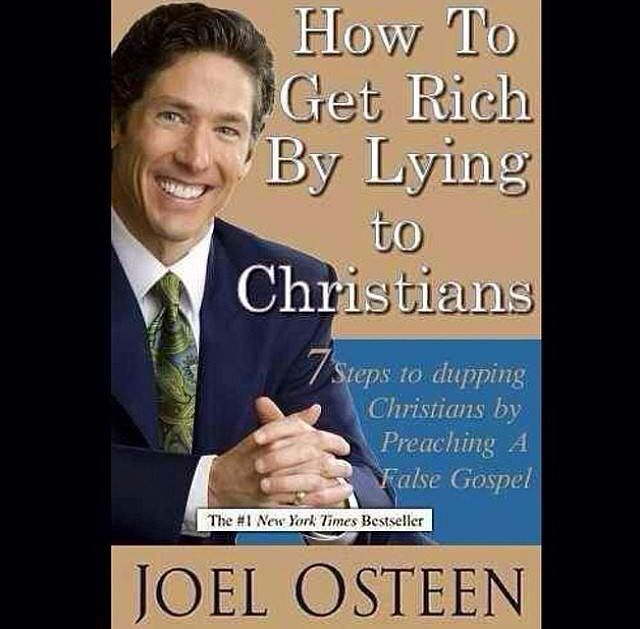 How To
Get Rich
By Lying
to
Christians
7 Steps to dupping
Christians by
Preaching A
False Gospel
The #1 New York Times Bestseller
JOEL OSTEEN